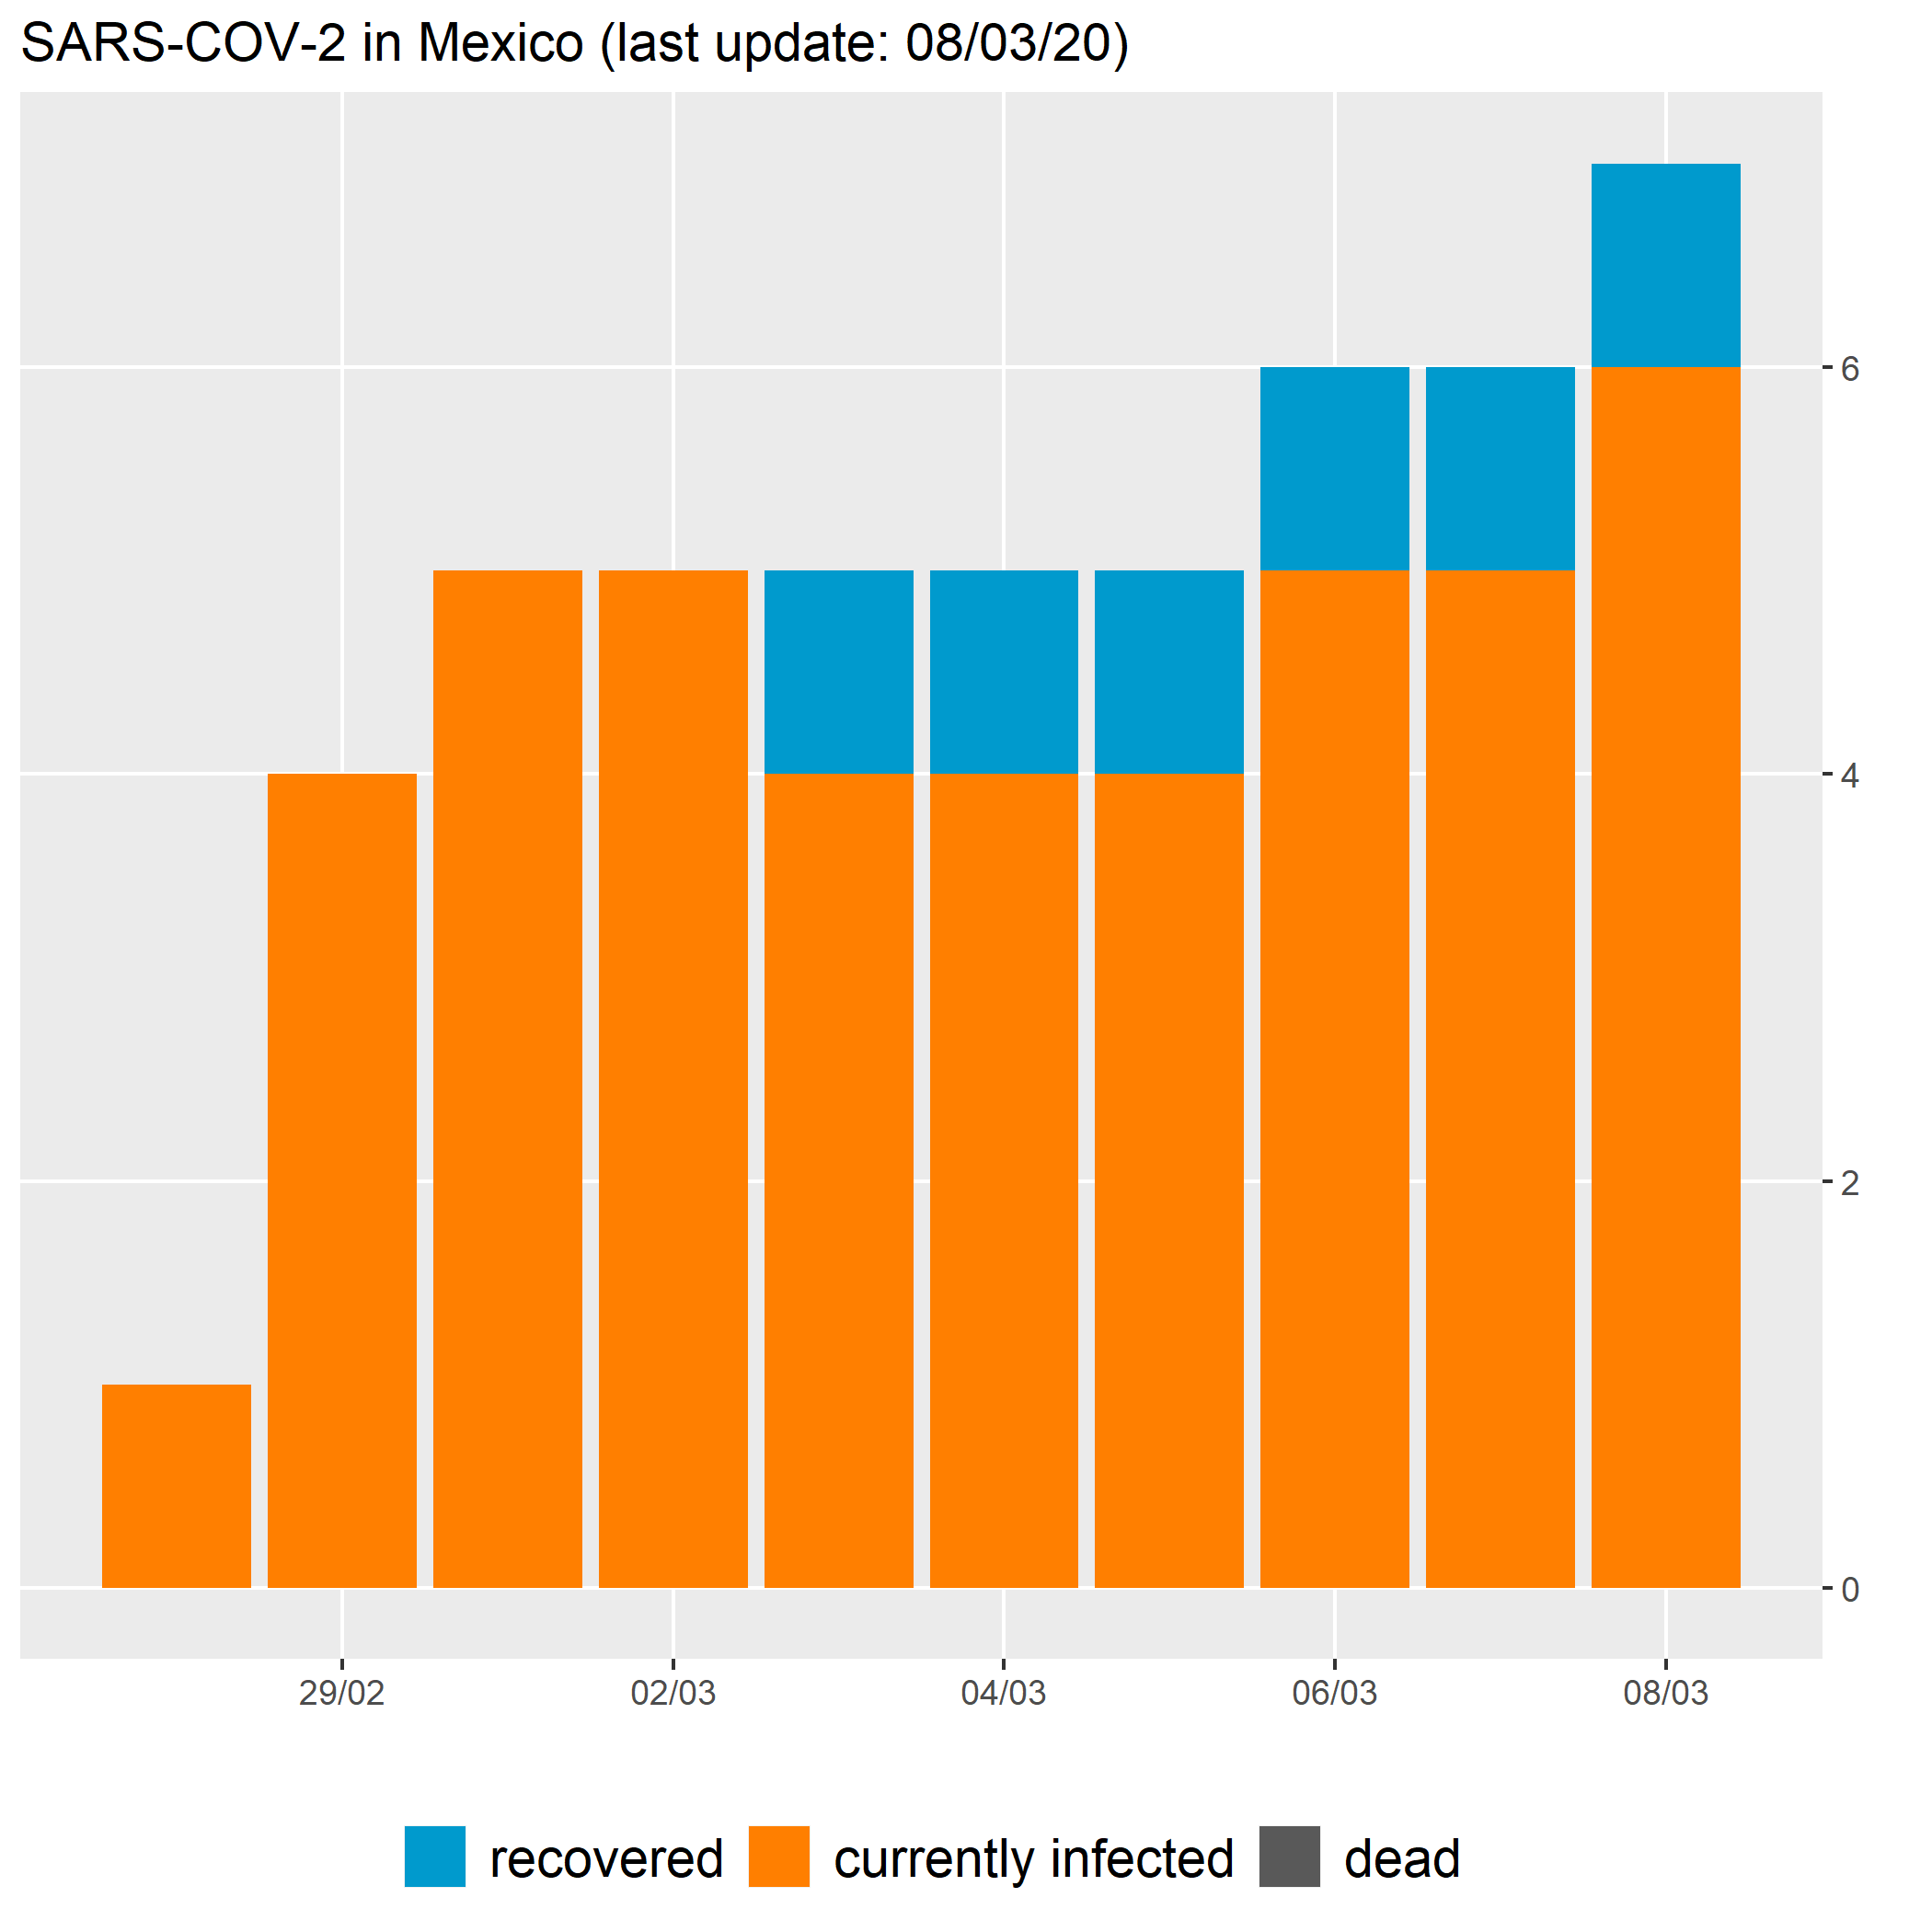 SARS-COV-2 in Mexico (last update: 08/03/20)
6
4
2
0
29/02 02/03 04/03 06/03 08/03
recovered currently infected dead